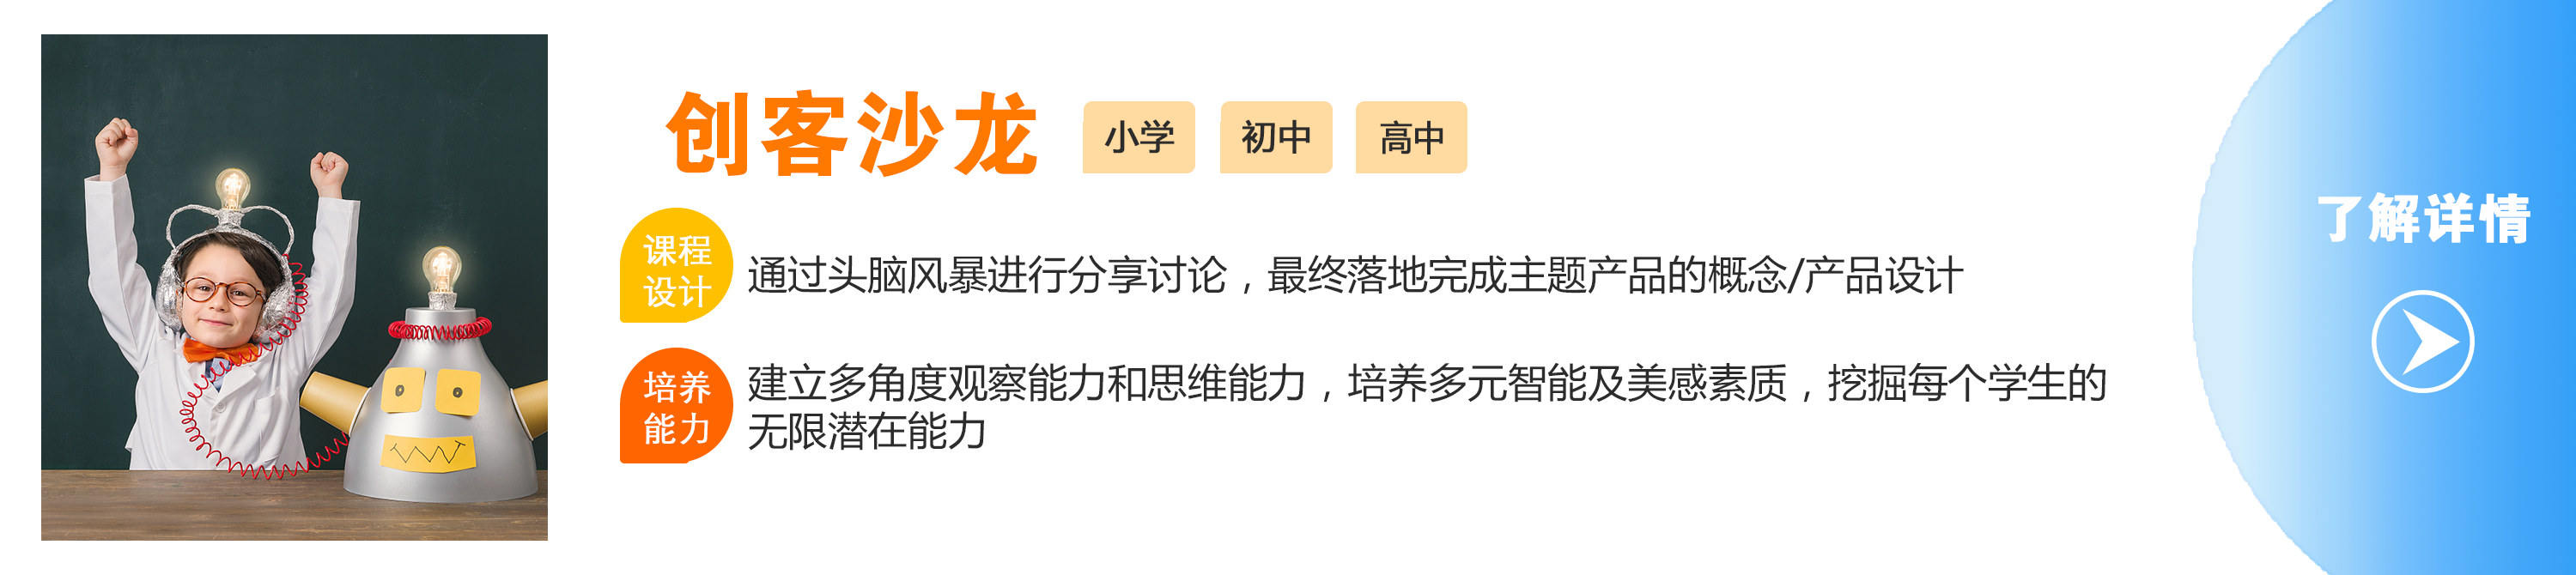 创客沙龙
小学
初中
高中
课程
设计
通过头脑风暴进行分享讨论，最终落地完成主题产品的概念/产品设计
培养
能力
建立多角度观察能力和思维能力，培养多元智能及美感素质，挖掘每个学生的
无限潜在能力
了解详情